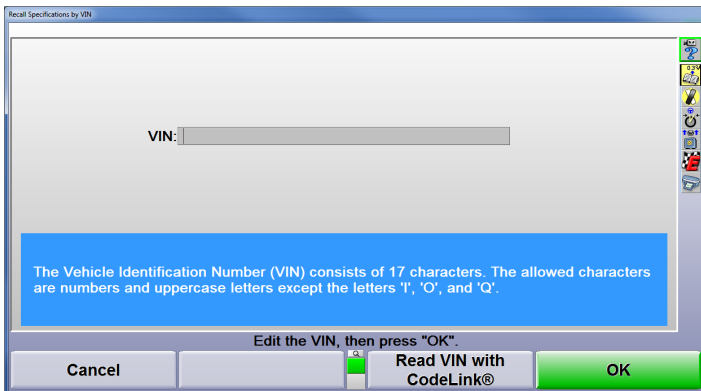 Recall Specifications by VIN
VIN:
The Vehicle Identification Number (VIN) consists of 17 characters. The allowed characters
are numbers and uppercase letters except the letters 'I', 'O', and 'Q'.
Edit the VIN, then press "OK".
Cancel
Read VIN with
CodeLink®
OK